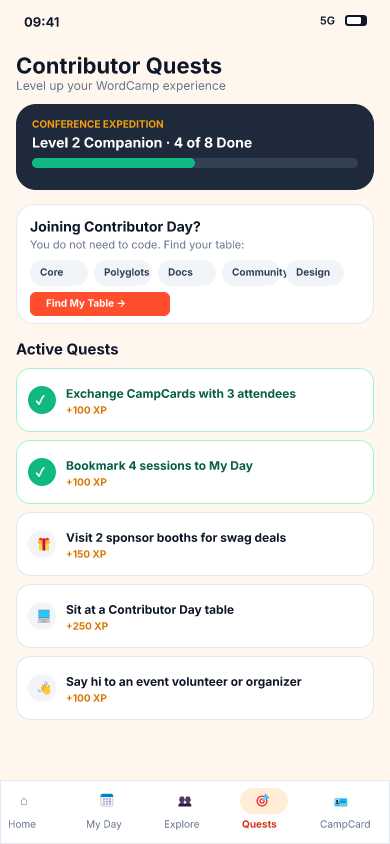 09:41
5G
Contributor Quests
Level up your WordCamp experience
CONFERENCE EXPEDITION
Level 2 Companion · 4 of 8 Done
Joining Contributor Day?
You do not need to code. Find your table:
Core Polyglots Docs Community Design
Find My Table →
Active Quests
Exchange CampCards with 3 attendees
+100 XP
Bookmark 4 sessions to My Day
+100 XP
Visit 2 sponsor booths for swag deals
+150 XP
Sit at a Contributor Day table
+250 XP
Say hi to an event volunteer or organizer
+100 XP
Home My Day Explore Quests CampCard